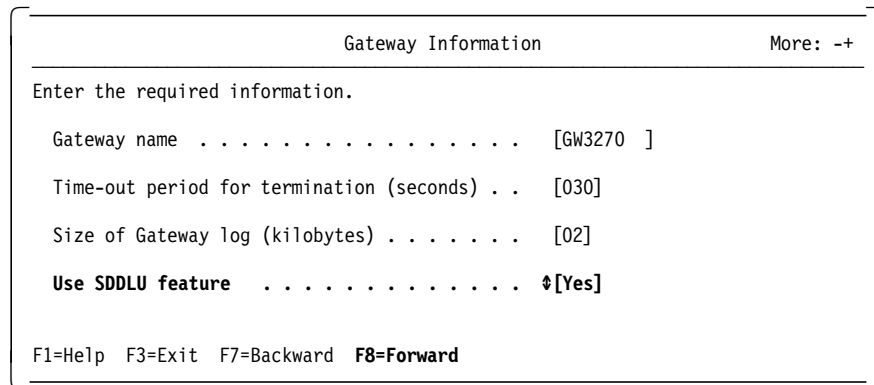 Gateway Information More: -+
Enter the required information.
Gateway name . . . . . . . . . . . . . . . . [GW3270 ]
Time-out period for termination (seconds) . . [030]
Size of Gateway log (kilobytes) . . . . . . . [02]
Use SDDLU feature . . . . . . . . . . . . . ⬍[Yes]
F1=Help F3=Exit F7=Backward F8=Forward